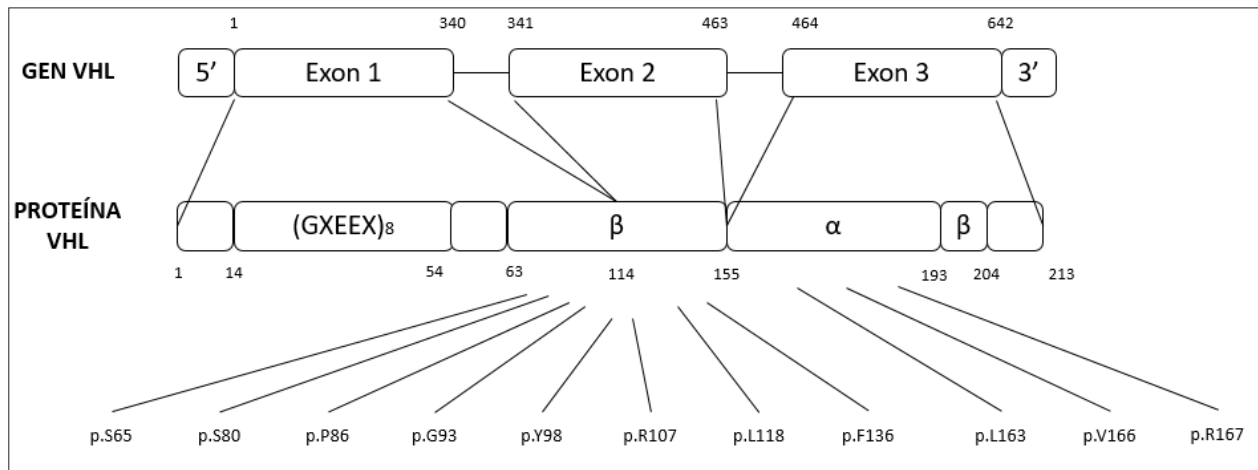 1 340 341 463 464 642
GEN VHL 5’ Exon 1 Exon 2 Exon 3 3’
PROTEÍNA
VHL
(GXEEX)₈ β α β
1 14 54 63 114 155 193 204 213
p.S65 p.S80 p.P86 p.G93 p.Y98 p.R107 p.L118 p.F136 p.L163 p.V166 p.R167